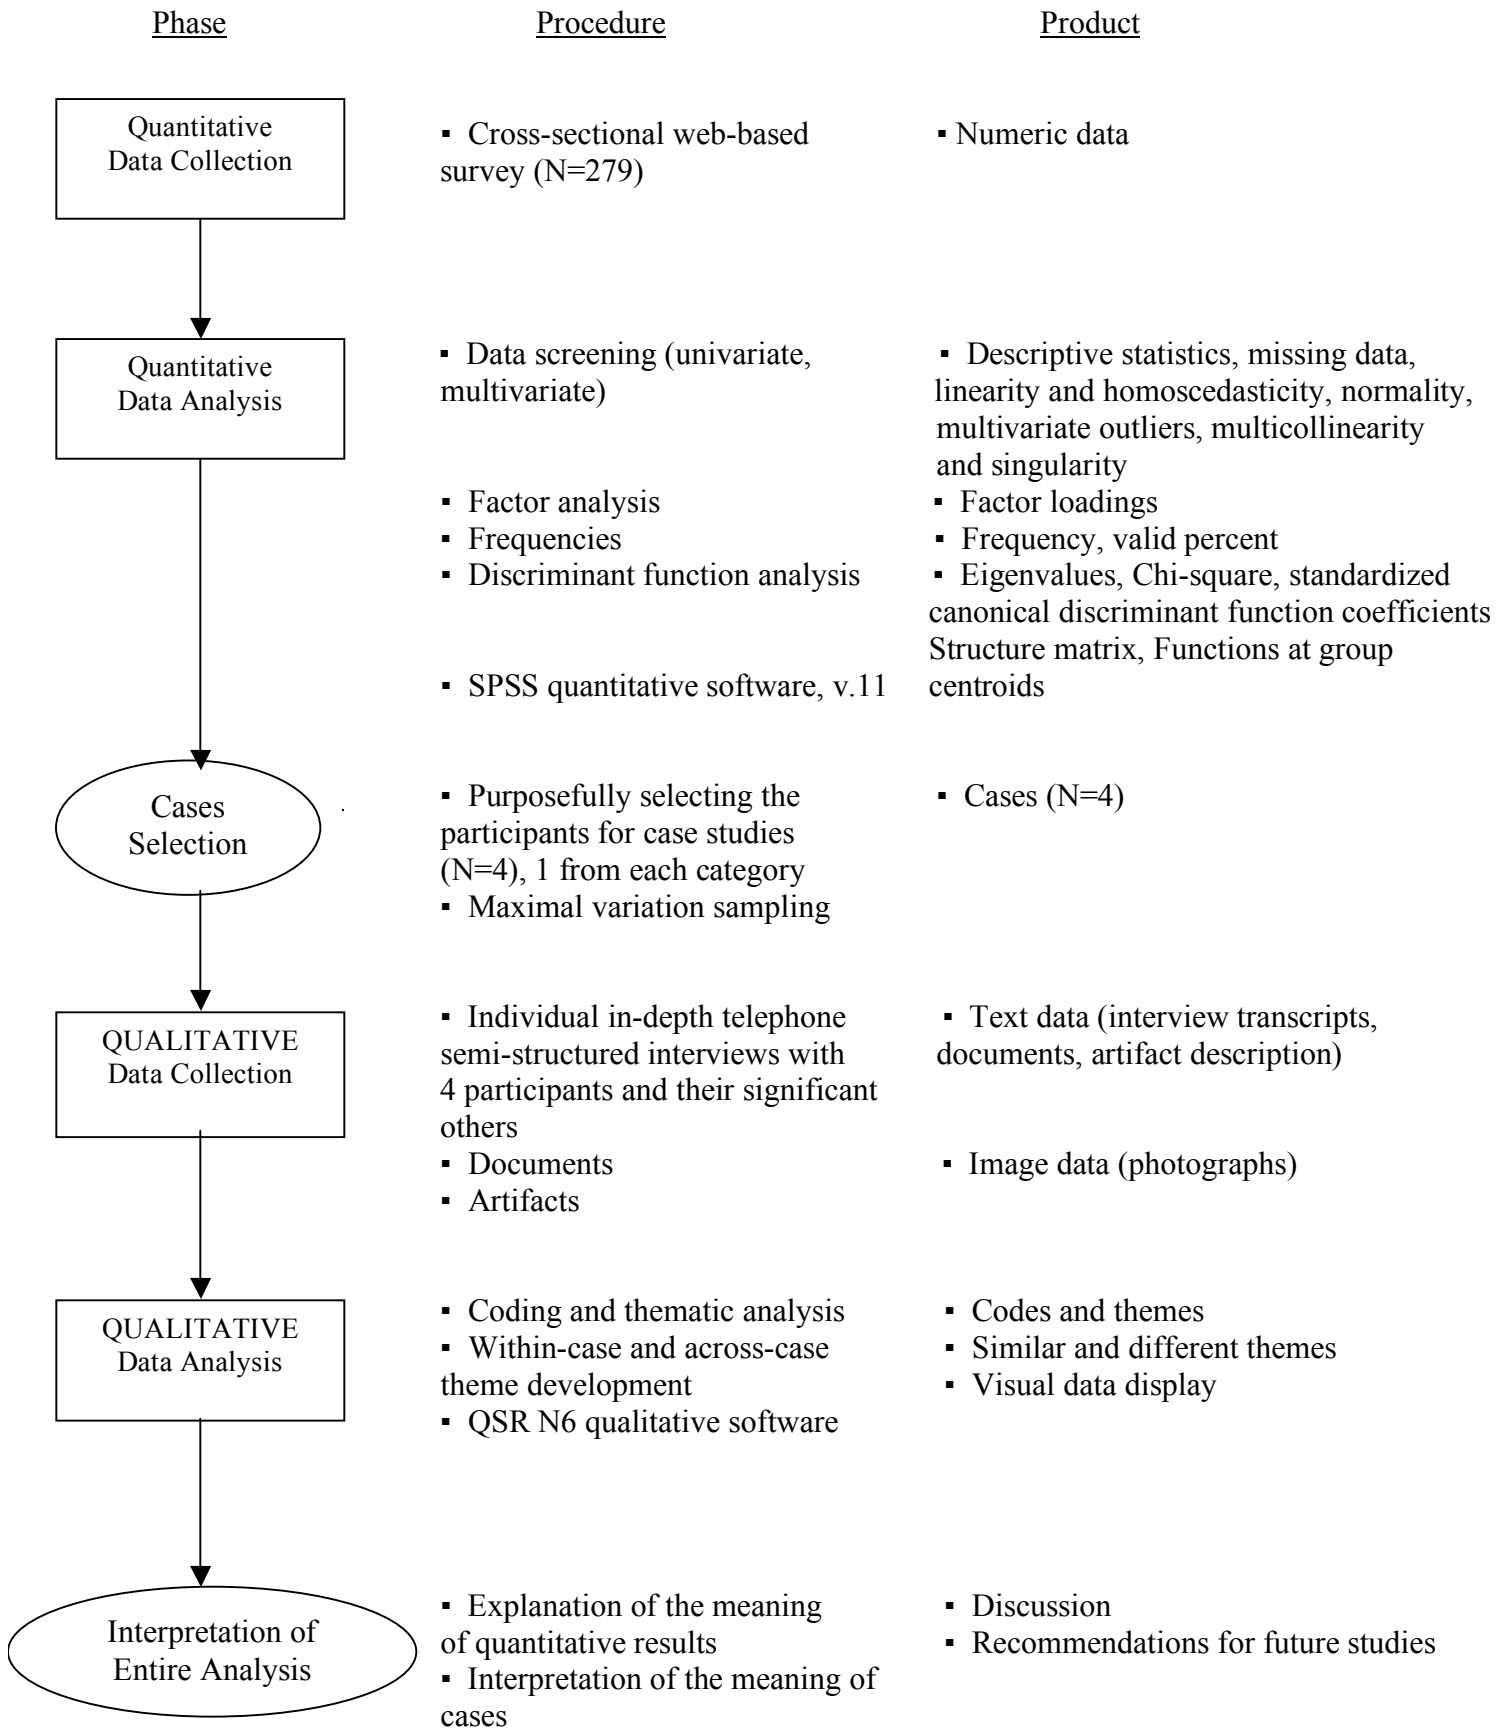 Phase
Procedure
Product
Quantitative
Data Collection
▪ Cross-sectional web-based
survey (N=279)
▪ Numeric data
Quantitative
Data Analysis
▪ Data screening (univariate,
multivariate)
▪ Factor analysis
▪ Frequencies
▪ Discriminant function analysis
▪ SPSS quantitative software, v.11
▪ Descriptive statistics, missing data,
linearity and homoscedasticity, normality,
multivariate outliers, multicollinearity
and singularity
▪ Factor loadings
▪ Frequency, valid percent
▪ Eigenvalues, Chi-square, standardized
canonical discriminant function coefficients
Structure matrix, Functions at group
centroids
Cases
Selection
▪ Purposefully selecting the
participants for case studies
(N=4), 1 from each category
▪ Maximal variation sampling
▪ Cases (N=4)
QUALITATIVE
Data Collection
▪ Individual in-depth telephone
semi-structured interviews with
4 participants and their significant
others
▪ Documents
▪ Artifacts
▪ Text data (interview transcripts,
documents, artifact description)
▪ Image data (photographs)
QUALITATIVE
Data Analysis
▪ Coding and thematic analysis
▪ Within-case and across-case
theme development
▪ QSR N6 qualitative software
▪ Codes and themes
▪ Similar and different themes
▪ Visual data display
Interpretation of
Entire Analysis
▪ Explanation of the meaning
of quantitative results
▪ Interpretation of the meaning of
cases
▪ Discussion
▪ Recommendations for future studies